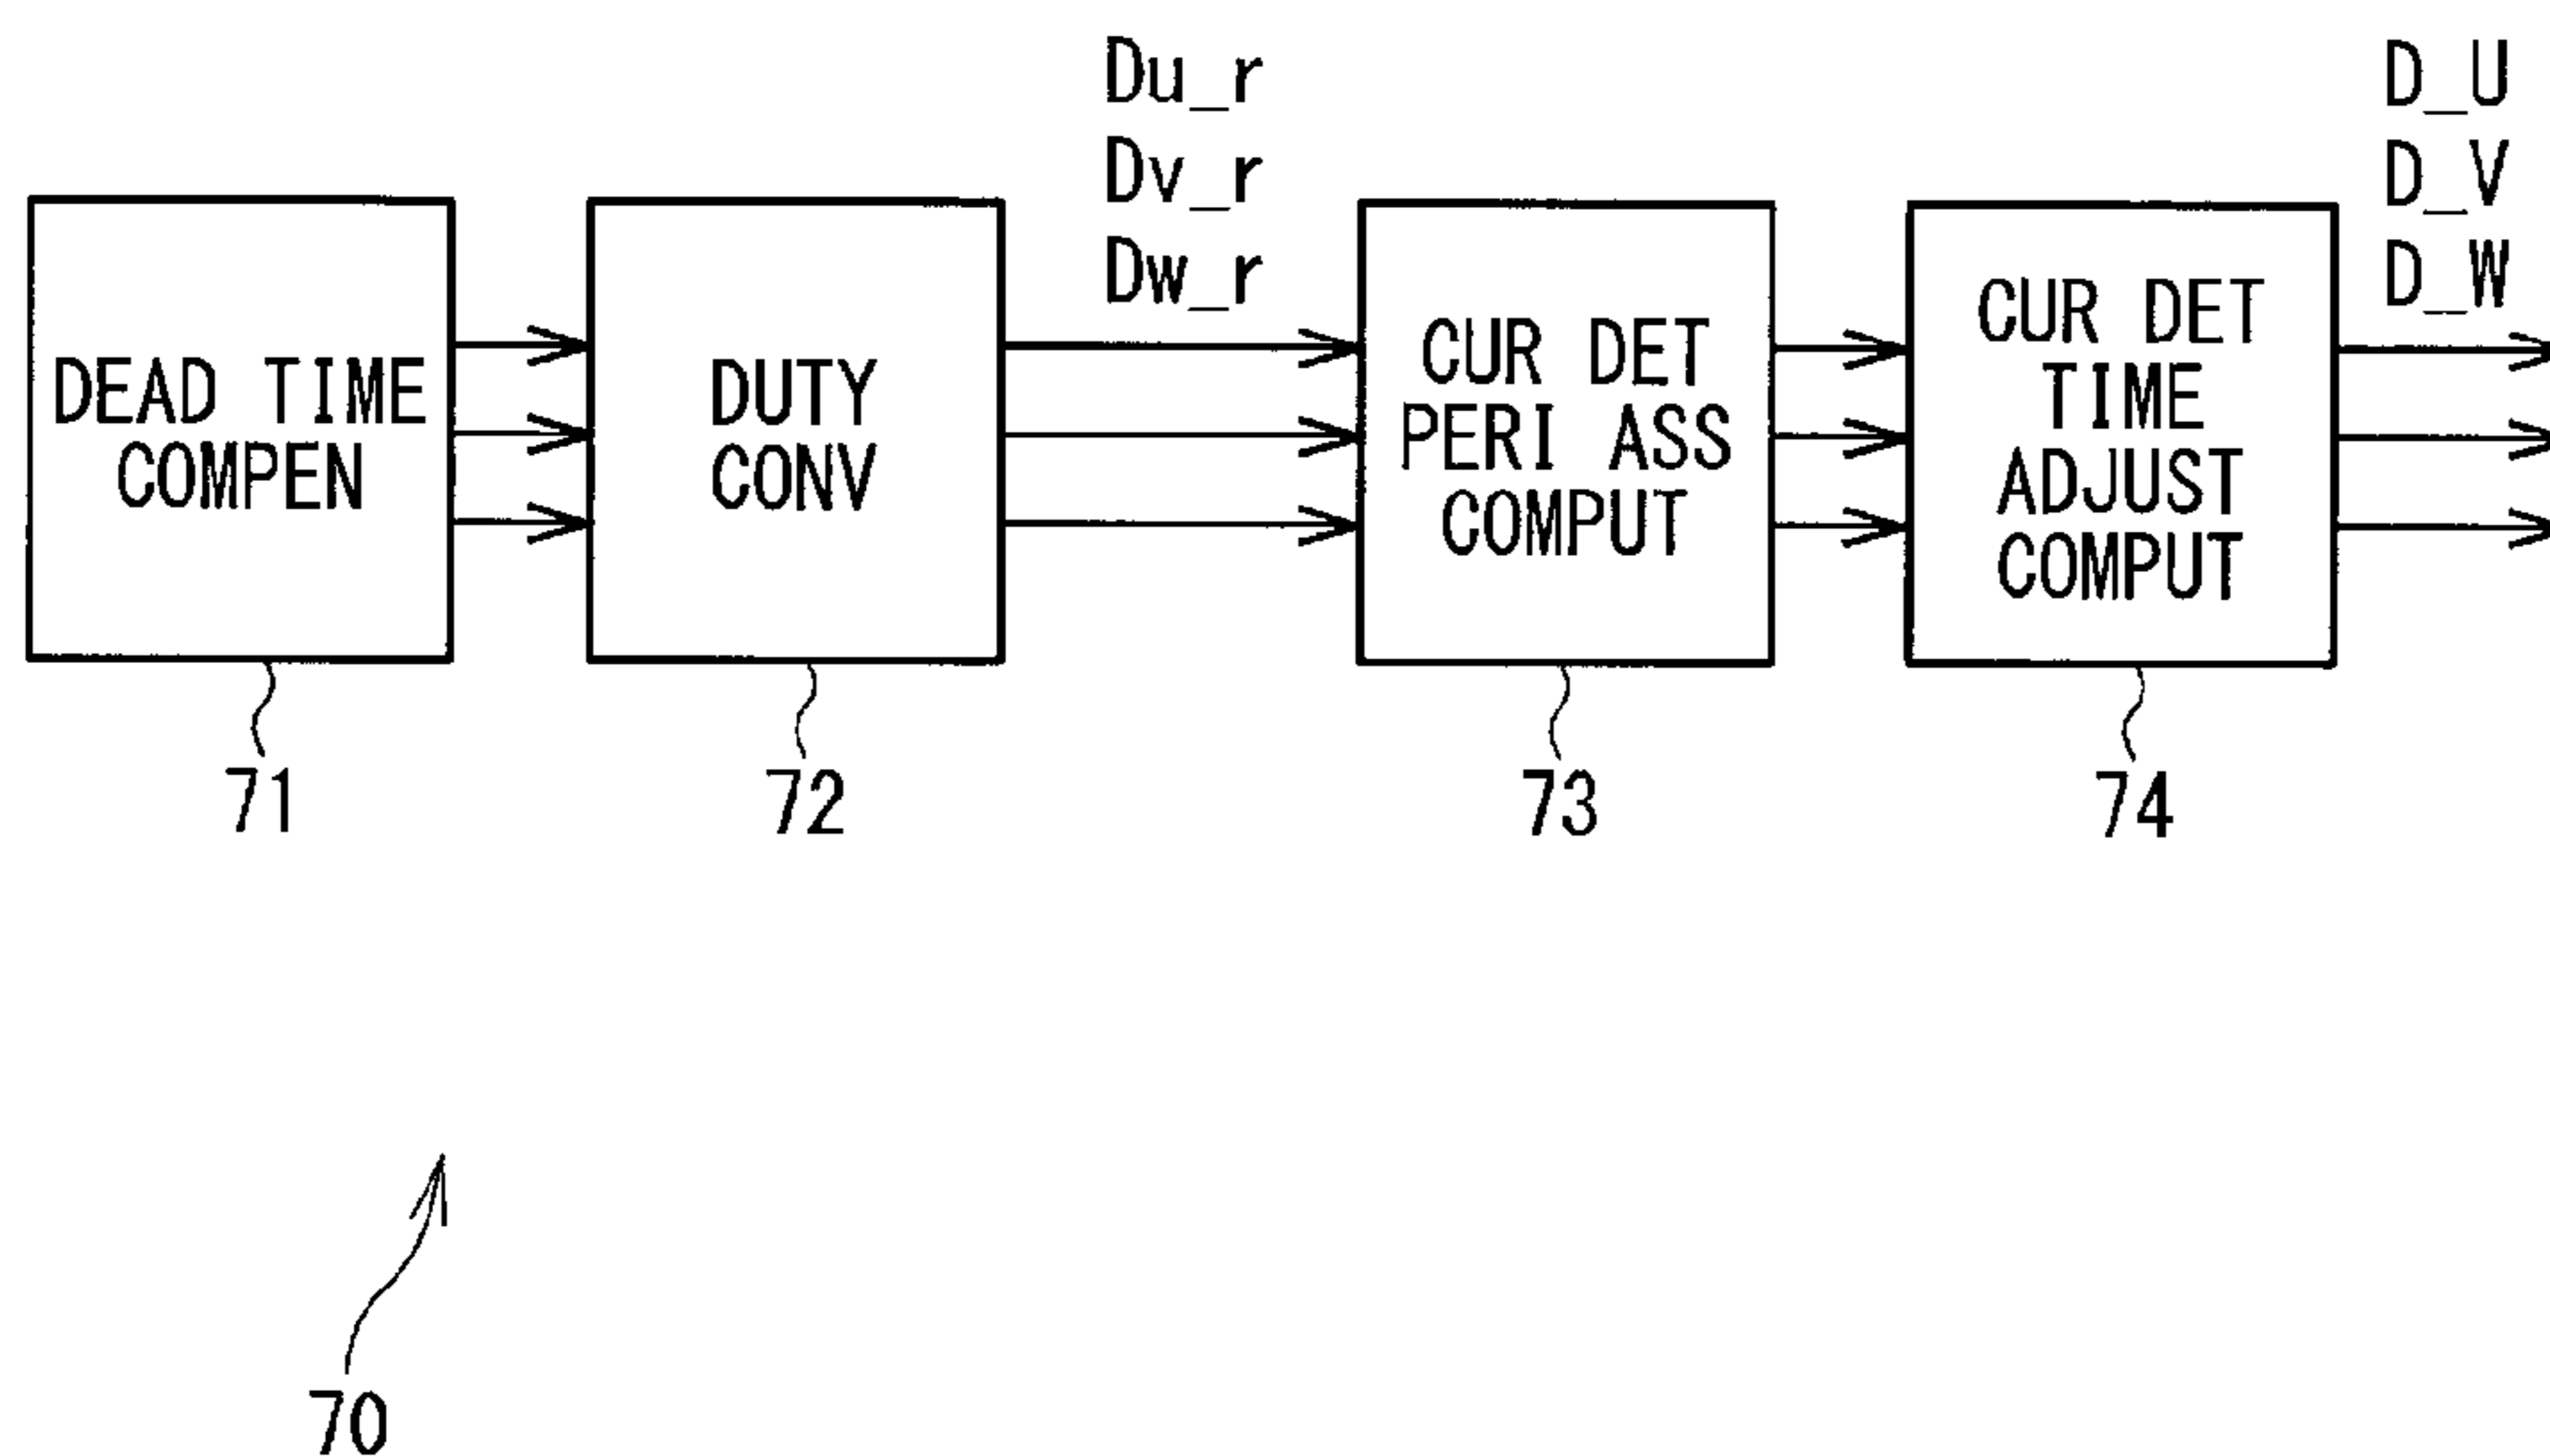 DEAD TIME
COMPEN
71
DUTY
CONV
72
Du_r
Dv_r
Dw_r
CUR DET
PERI ASS
COMPUT
73
CUR DET
TIME
ADJUST
COMPUT
74
D_U
D_V
D_W
70